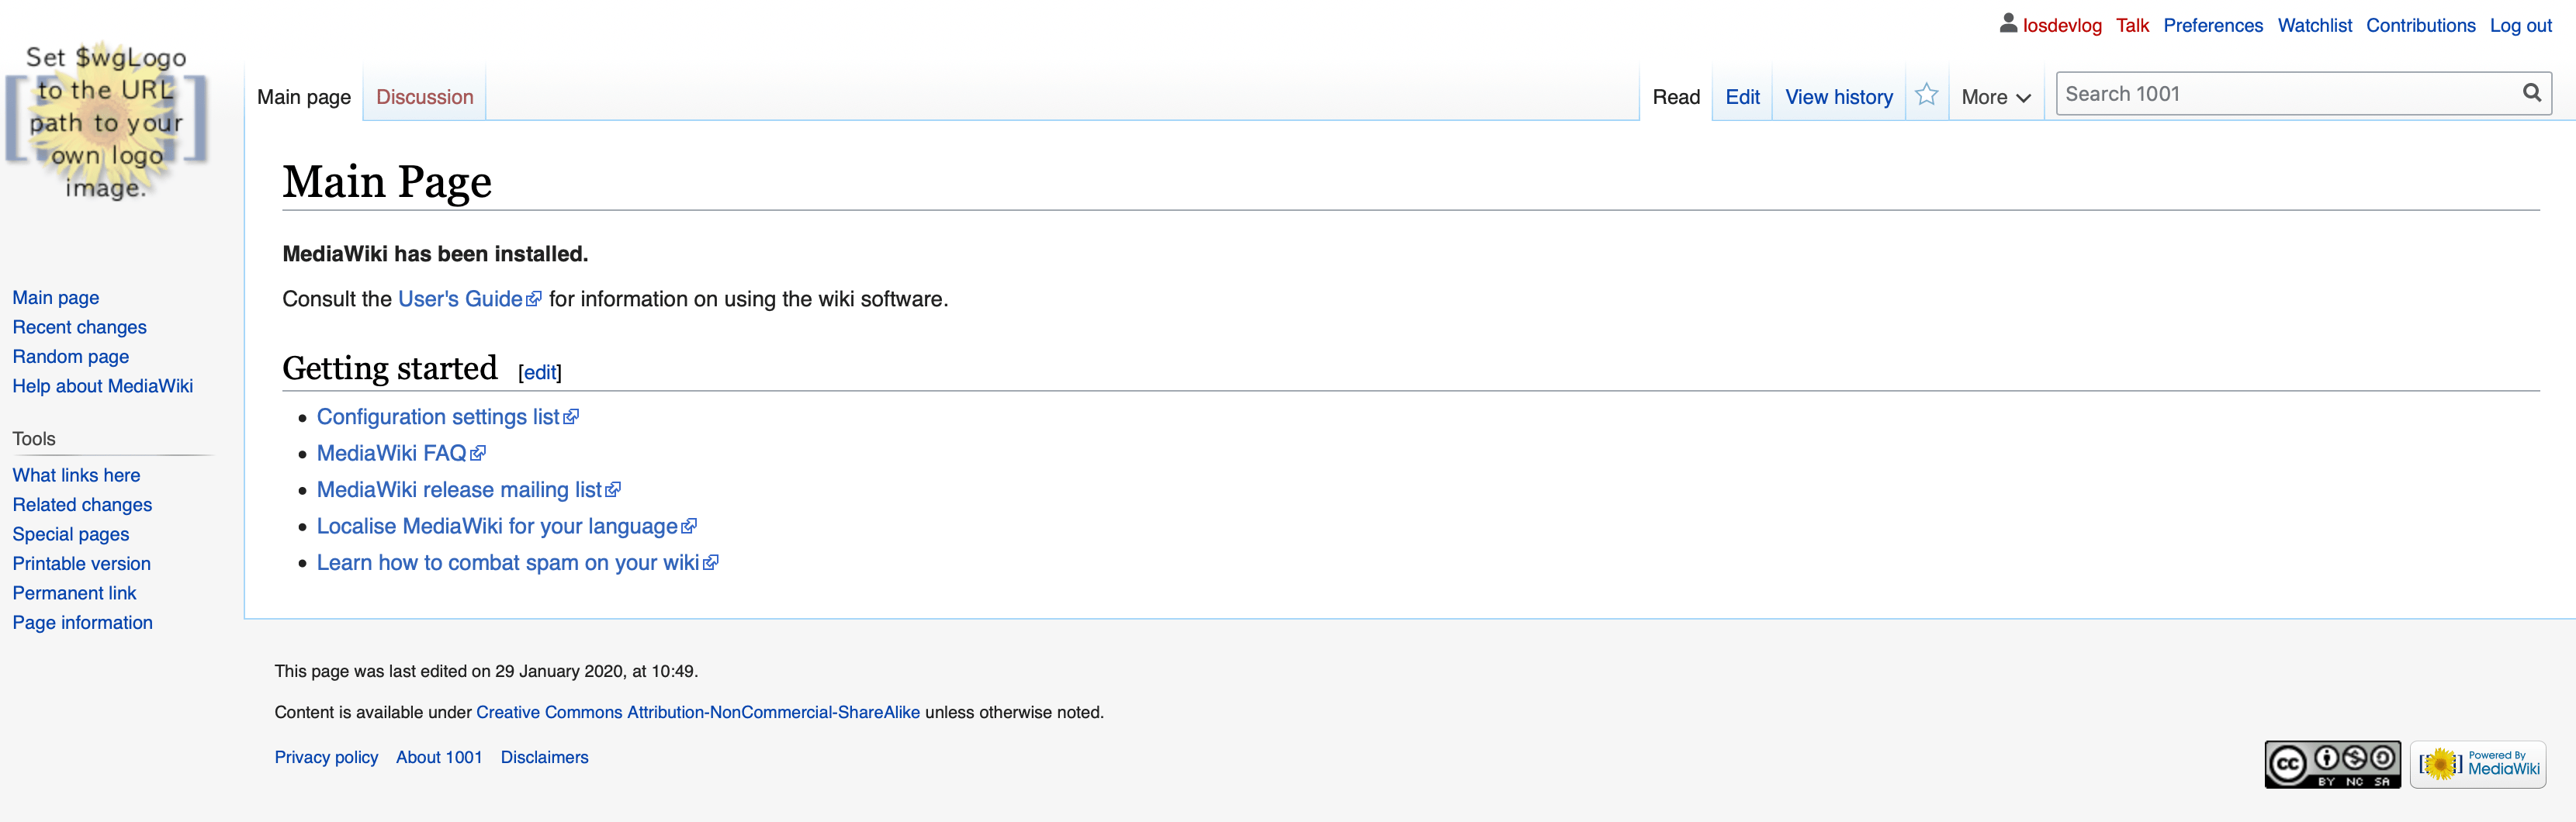 losdevlog Talk Preferences Watchlist Contributions Log out
Set $wgLogo
to the URL
path to your
own logo
image.
Main page Discussion Read Edit View history More Search 1001
Main Page
MediaWiki has been installed.
Consult the User's Guide for information on using the wiki software.
Getting started [edit]
Configuration settings list
MediaWiki FAQ
MediaWiki release mailing list
Localise MediaWiki for your language
Learn how to combat spam on your wiki
Main page
Recent changes
Random page
Help about MediaWiki
Tools
What links here
Related changes
Special pages
Printable version
Permanent link
Page information
This page was last edited on 29 January 2020, at 10:49.
Content is available under Creative Commons Attribution-NonCommercial-ShareAlike unless otherwise noted.
Privacy policy About 1001 Disclaimers
cc
BY NC SA
Powered By
MediaWiki